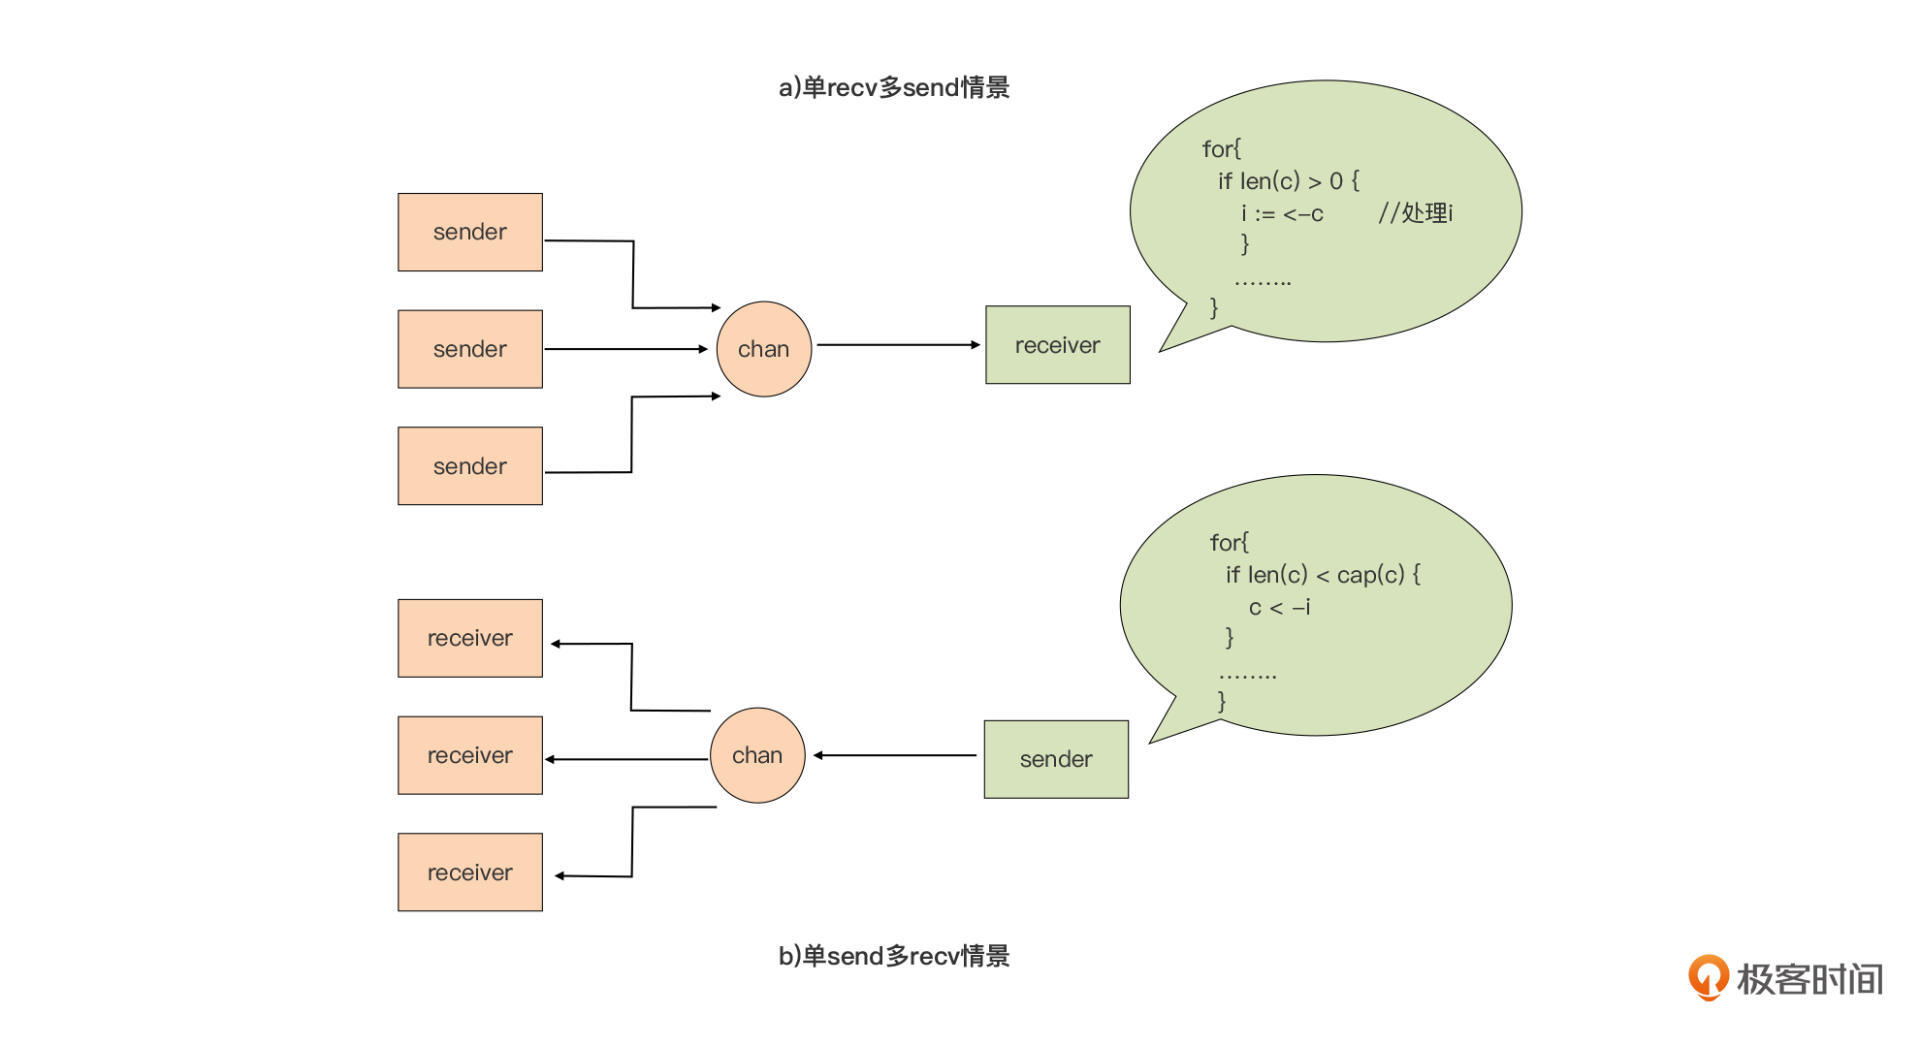 a)单recv多send情景
sender
sender
sender
chan
receiver
for{
if len(c) > 0 {
i := <-c //处理i
}
........
}
receiver
receiver
receiver
chan
sender
for{
if len(c) < cap(c) {
c < -i
}
........
}
b)单send多recv情景
极客时间